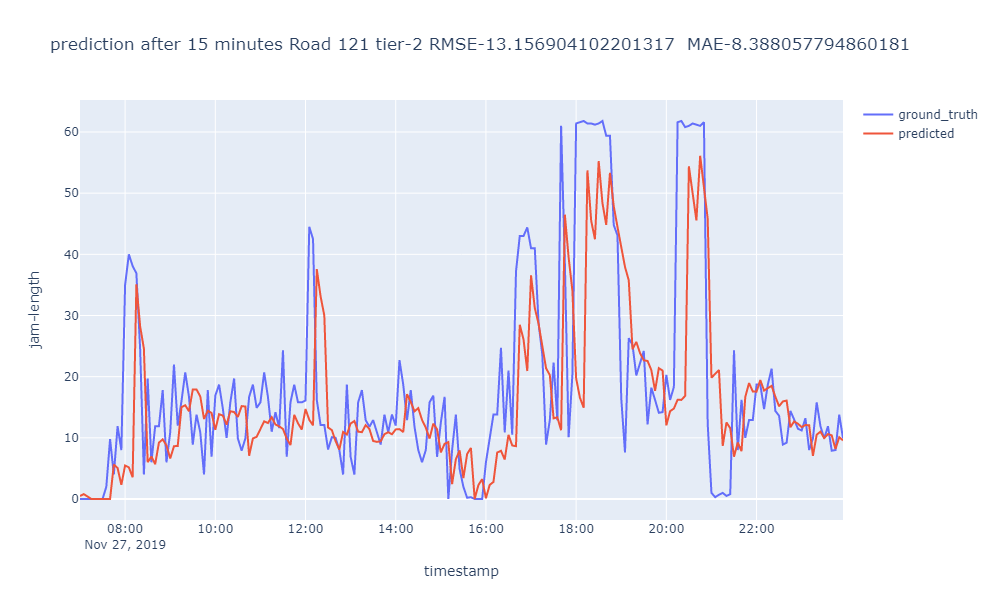 prediction after 15 minutes Road 121 tier-2 RMSE-13.156904102201317  MAE-8.388057794860181
ground_truth
predicted
60
50
40
30
20
10
0
jam-length
08:00 10:00 12:00 14:00 16:00 18:00 20:00 22:00
Nov 27, 2019
timestamp